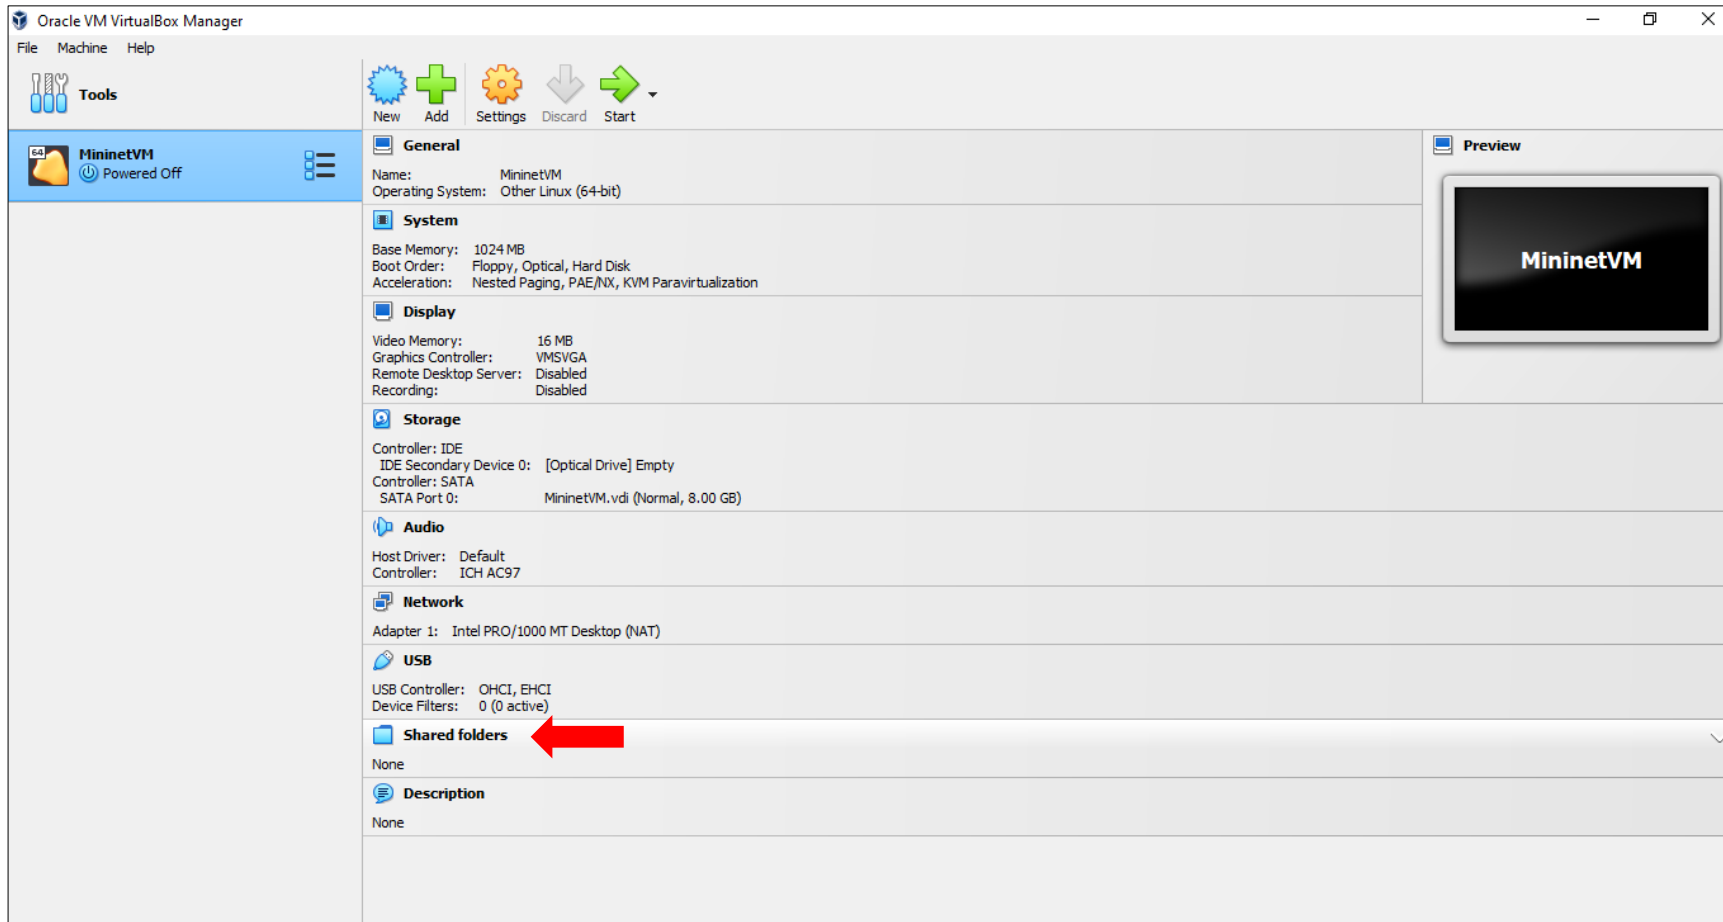 Oracle VM VirtualBox Manager
File Machine Help
Tools
New Add Settings Discard Start
64
MininetVM
Powered Off
General
Name: MininetVM
Operating System: Other Linux (64-bit)
System
Base Memory: 1024 MB
Boot Order: Floppy, Optical, Hard Disk
Acceleration: Nested Paging, PAE/NX, KVM Paravirtualization
Display
Video Memory: 16 MB
Graphics Controller: VMSVGA
Remote Desktop Server: Disabled
Recording: Disabled
Storage
Controller: IDE
IDE Secondary Device 0: [Optical Drive] Empty
Controller: SATA
SATA Port 0: MininetVM.vdi (Normal, 8.00 GB)
Audio
Host Driver: Default
Controller: ICH AC97
Network
Adapter 1: Intel PRO/1000 MT Desktop (NAT)
USB
USB Controller: OHCI, EHCI
Device Filters: 0 (0 active)
Shared folders
None
Description
None
Preview
MininetVM